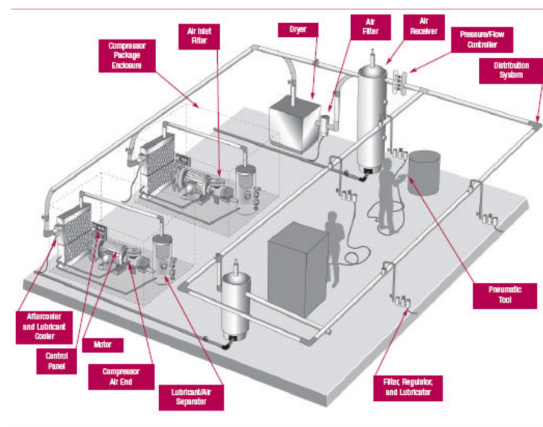 Compressor
Package
Enclosure
Air Inlet
Filter
Dryer
Air
Filter
Air
Receiver
Pressure/Flow
Controller
Distribution
System
Aftercooler
and Lubricant
Cooler
Control
Panel
Motor
Compressor
Air End
Lubricant/Air
Separator
Filter, Regulator,
and Lubricator
Pneumatic
Tool